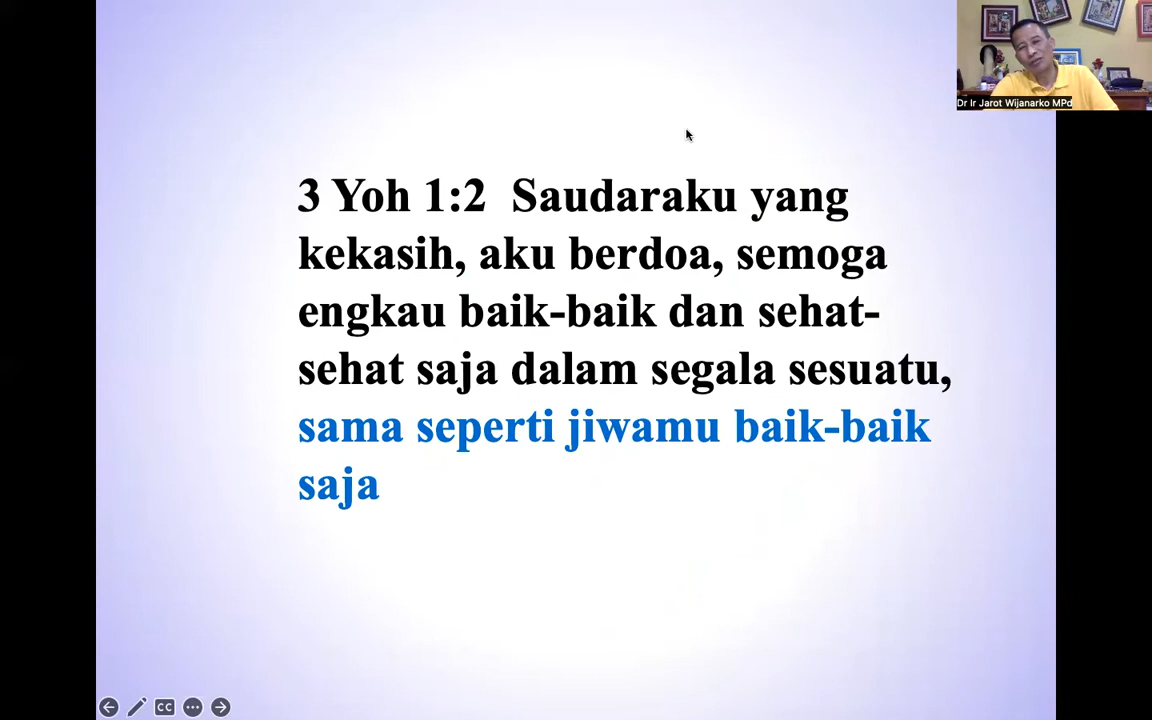 Dr Ir Jarot Wijanarko MPd
3 Yoh 1:2 Saudaraku yang
kekasih, aku berdoa, semoga
engkau baik-baik dan sehat-
sehat saja dalam segala sesuatu,
sama seperti jiwamu baik-baik
saja
CC